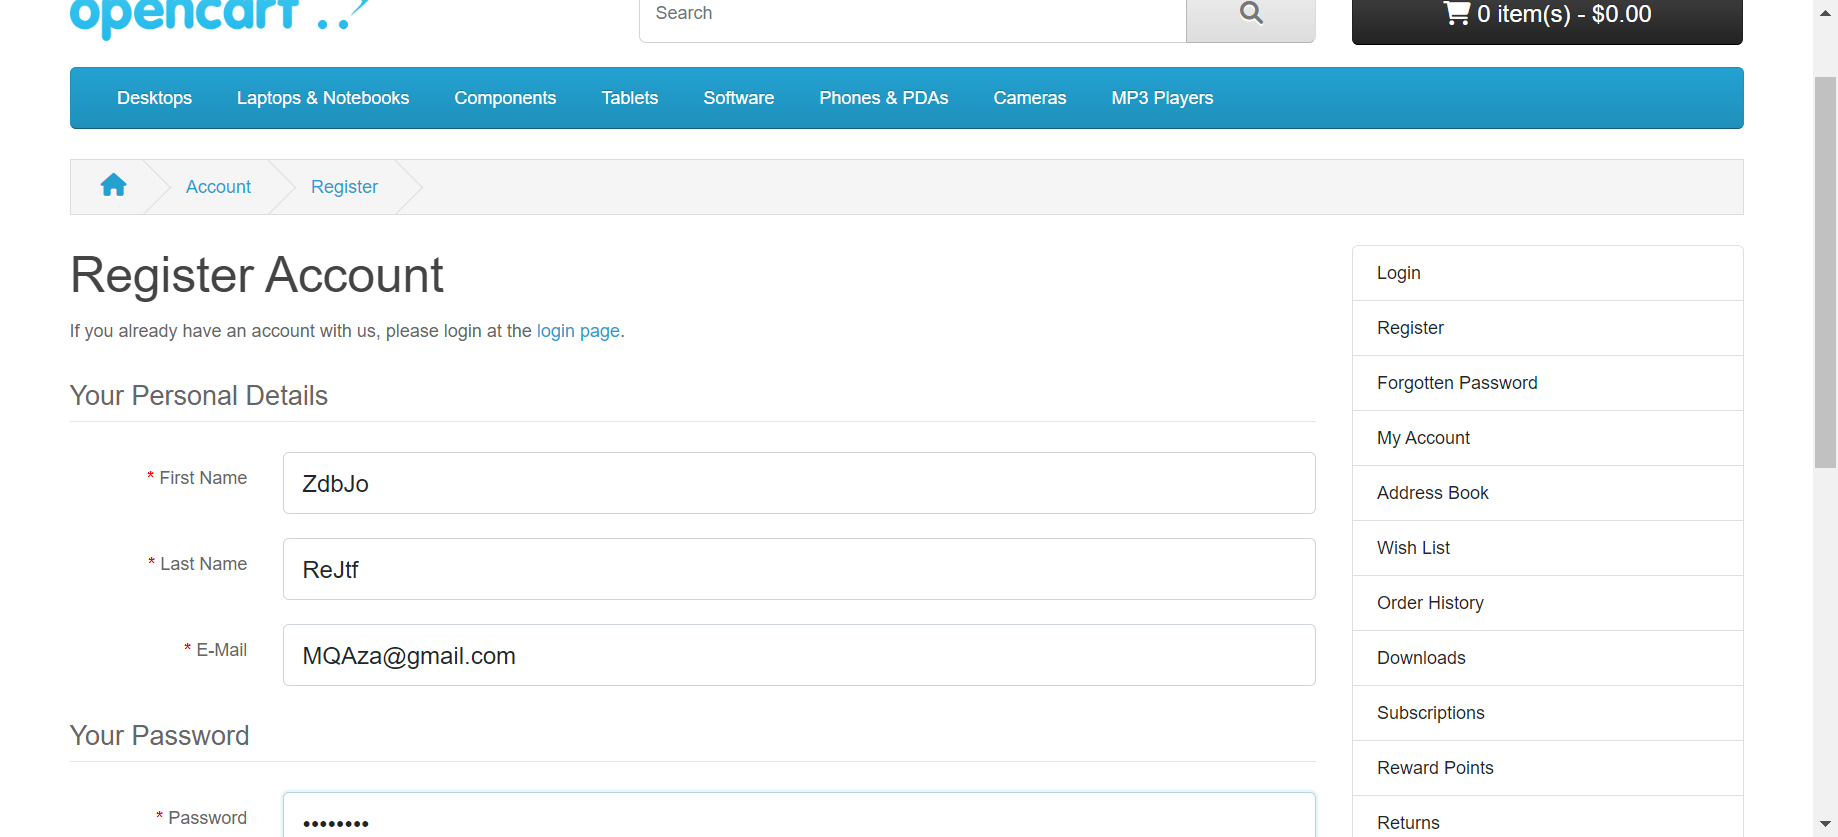 opencart
Search
0 item(s) - $0.00
Desktops Laptops & Notebooks Components Tablets Software Phones & PDAs Cameras MP3 Players
Account Register
Register Account
If you already have an account with us, please login at the login page.
Your Personal Details
* First Name ZdbJo
* Last Name ReJtf
* E-Mail MQAza@gmail.com
Your Password
* Password ••••••••
Login
Register
Forgotten Password
My Account
Address Book
Wish List
Order History
Downloads
Subscriptions
Reward Points
Returns